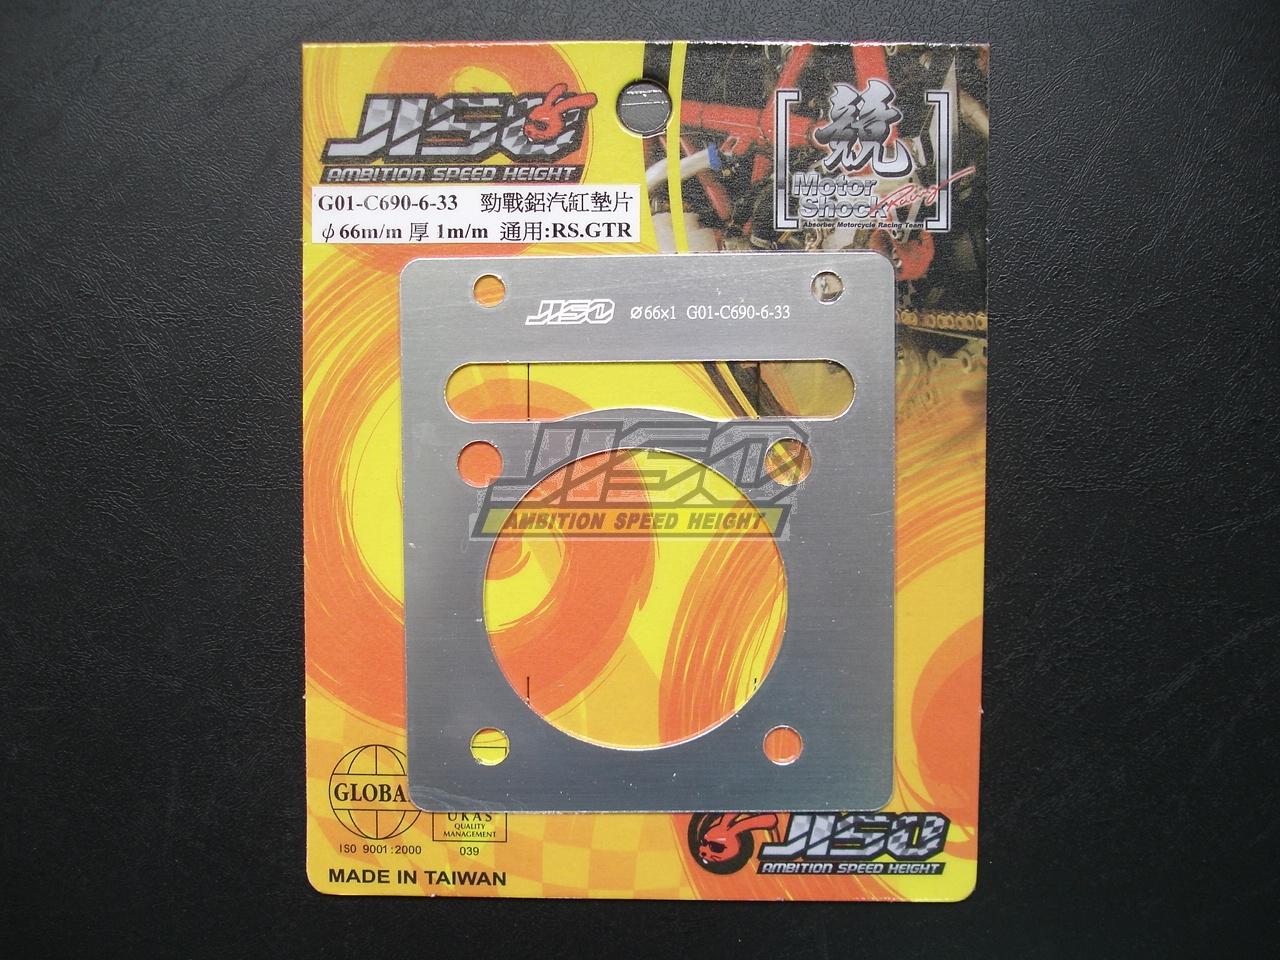 JISO
AMBITION SPEED HEIGHT
競
Motor
Shock Racing
Absorber Motorcycle Racing Team
G01-C690-6-33 勁戰鋁汽缸墊片
φ66m/m 厚 1m/m 通用:RS.GTR
JISO ⌀66×1 G01-C690-6-33
JISO
AMBITION SPEED HEIGHT
GLOBA
UKAS
QUALITY
MANAGEMENT
ISO 9001:2000
039
MADE IN TAIWAN
JISO
AMBITION SPEED HEIGHT